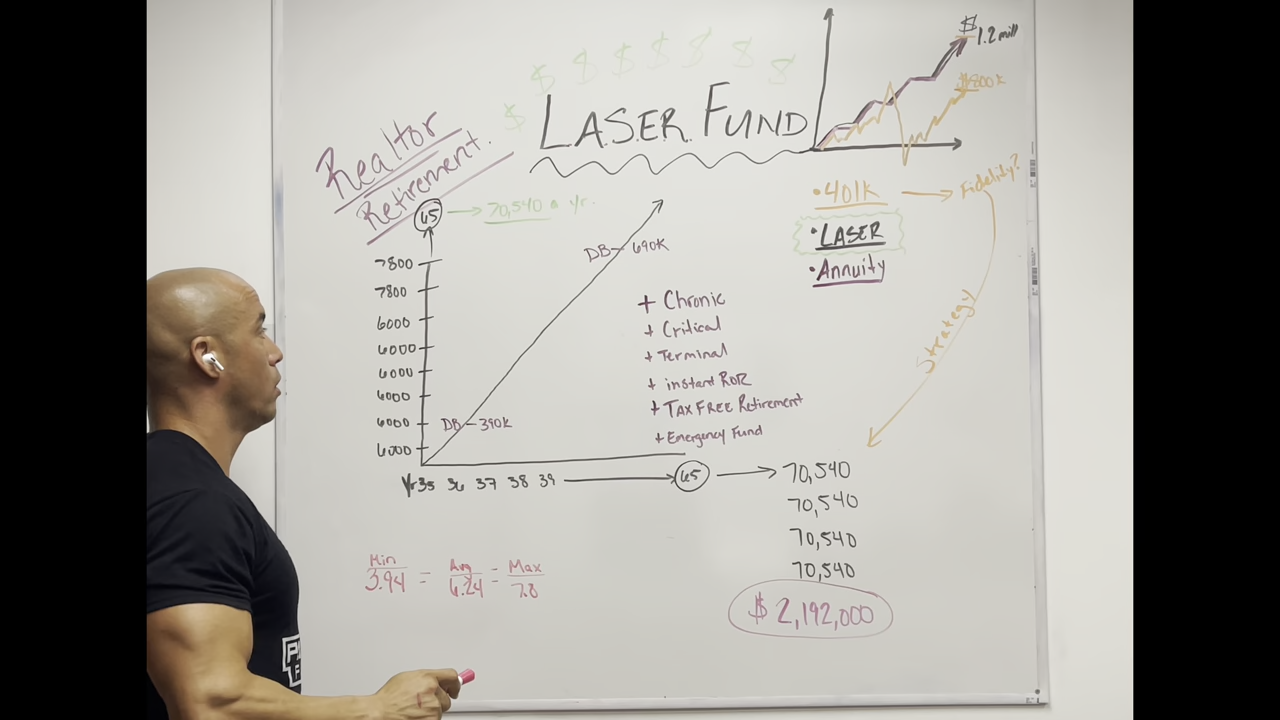 $ $ $ $ $ $ $ $
L.A.S.E.R. FUND
Realtor
Retirement.
$
1.2 mill
$800K
65 → 70,540 a yr.
7800
7800
6000
6000
6000
6000
6000
6000
DB - 390K
DB - 690K
Yr 35 36 37 38 39 → 65 → 70,540
70,540
70,540
70,540
$ 2,192,000
+ Chronic
+ Critical
+ Terminal
+ instant ROR
+ TAX FREE Retirement
+ Emergency Fund
• 401K → Fidelity?
• LASER
• Annuity
Strategy
Min Avg Max
3.94 = 6.24 = 7.8